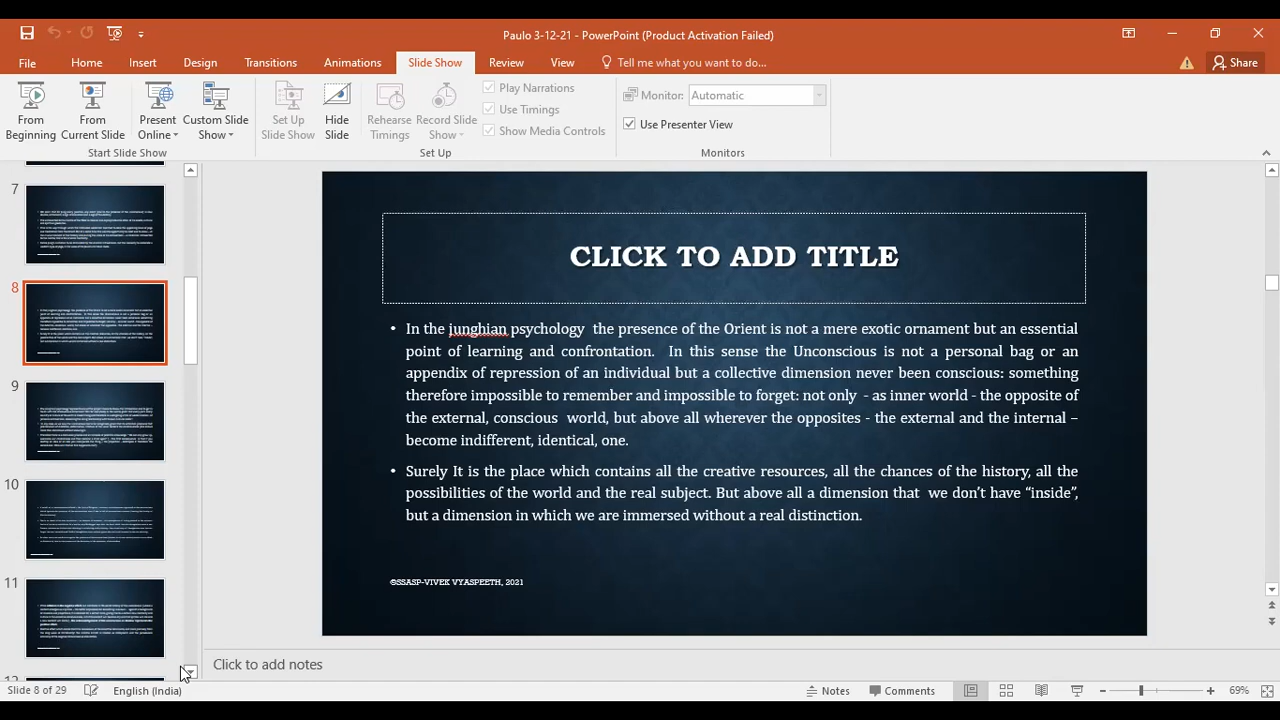 Paulo 3-12-21 - PowerPoint (Product Activation Failed)
File Home Insert Design Transitions Animations Slide Show Review View Tell me what you want to do... Share
From Beginning
From Current Slide
Present Online
Custom Slide Show
Set Up Slide Show
Hide Slide
Rehearse Timings
Record Slide Show
Play Narrations
Use Timings
Show Media Controls
Monitor: Automatic
Use Presenter View
Start Slide Show
Set Up
Monitors
7
8
9
10
11
CLICK TO ADD TITLE
• In the jungnan psychology the presence of the Other is not a more exotic ornament but an essential
point of learning and confrontation. In this sense the Unconscious is not a personal bag or an
appendix of repression of an individual but a collective dimension never been conscious: something
therefore impossible to remember and impossible to forget. Not only - as inner world - the opposite of
the external or real world, but above all where the opposites - the external and the internal –
become indifferent, identical, one.
• Surely It is the place which contains all the creative resources, all the chances of the history, all the
possibilities of the world and the real subject. But also is a dimension that we don't have “inside”,
but a dimension where we are immersed without a real distinction.
©SSASP-VIVEK VYASPEETH, 2021
Click to add notes
Slide 8 of 29 English (India) Notes Comments 69%